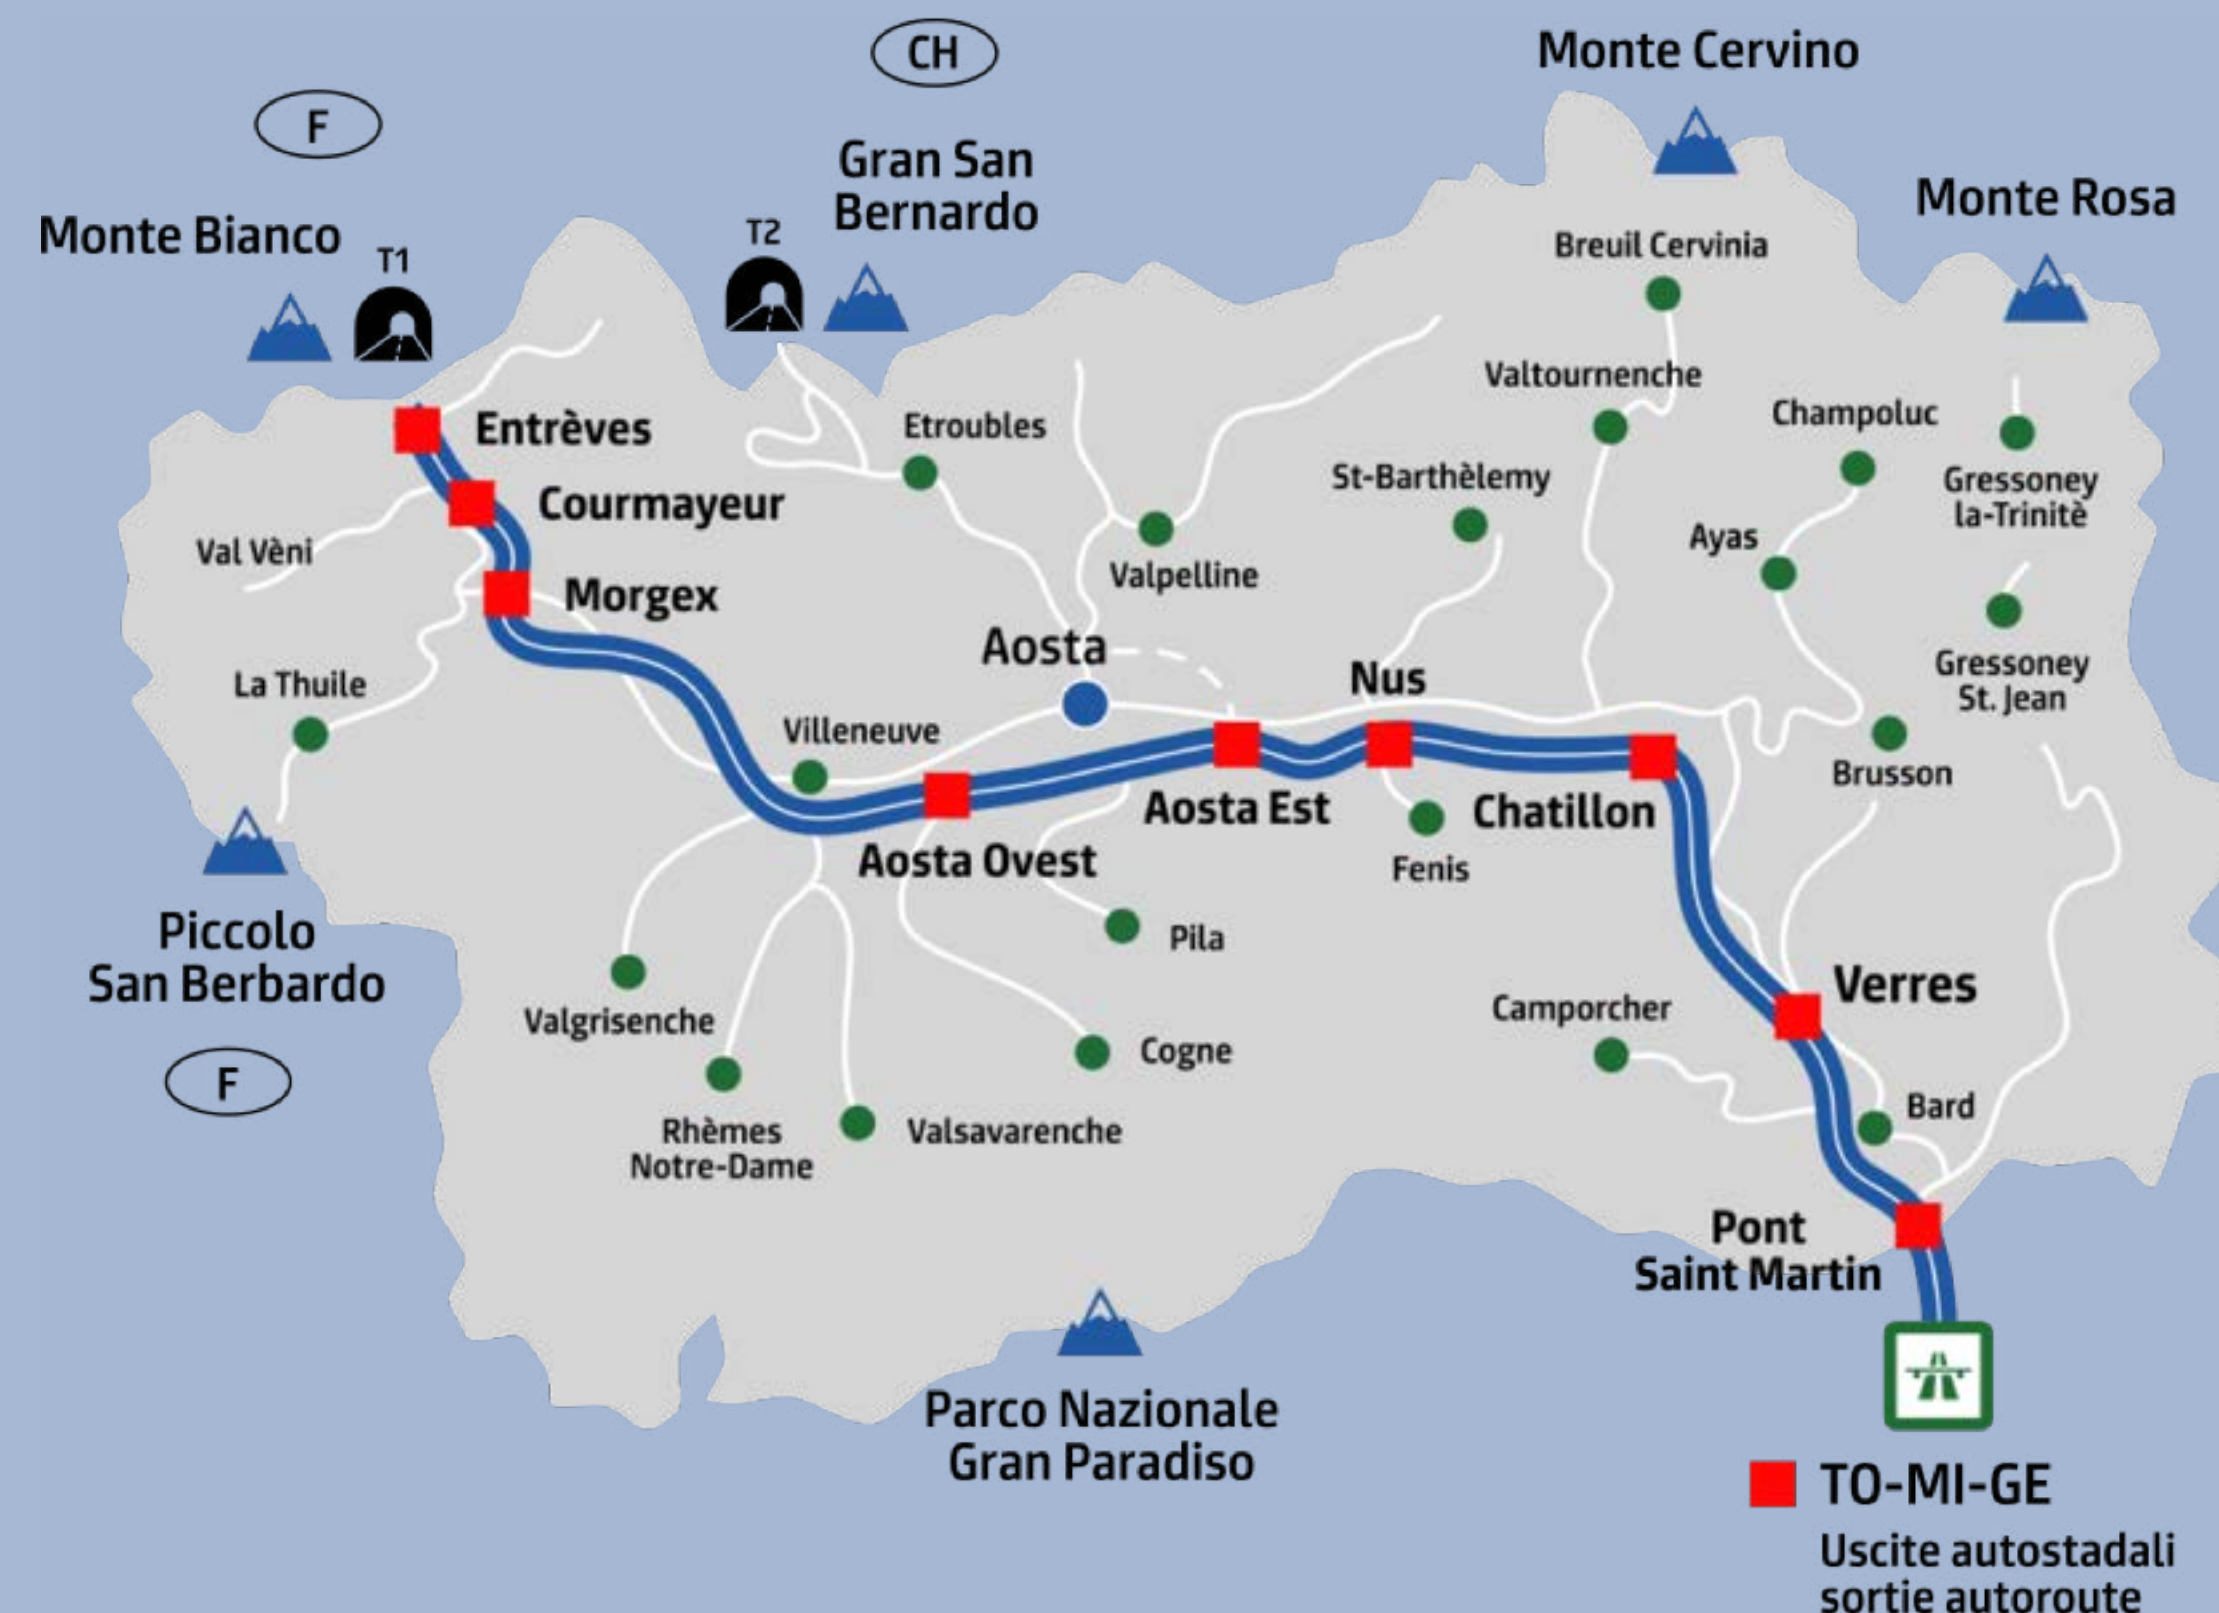 CH
Monte Cervino
F
Gran San
Bernardo
Monte Rosa
Monte Bianco
T1
T2
Breuil Cervinia
Valtournenche
Champoluc
Entrèves
Etroubles
St-Barthèlemy
Gressoney
la-Trinitè
Courmayeur
Val Vèni
Valpelline
Ayas
Morgex
Aosta
Nus
Gressoney
St. Jean
La Thuile
Villeneuve
Brusson
Aosta Est
Chatillon
Aosta Ovest
Fenis
Piccolo
San Berbardo
Pila
Verres
Valgrisenche
Camporcher
Cogne
F
Bard
Rhèmes
Notre-Dame
Valsavarenche
Pont
Saint Martin
Parco Nazionale
Gran Paradiso
TO-MI-GE
Uscite autostadali
sortie autoroute